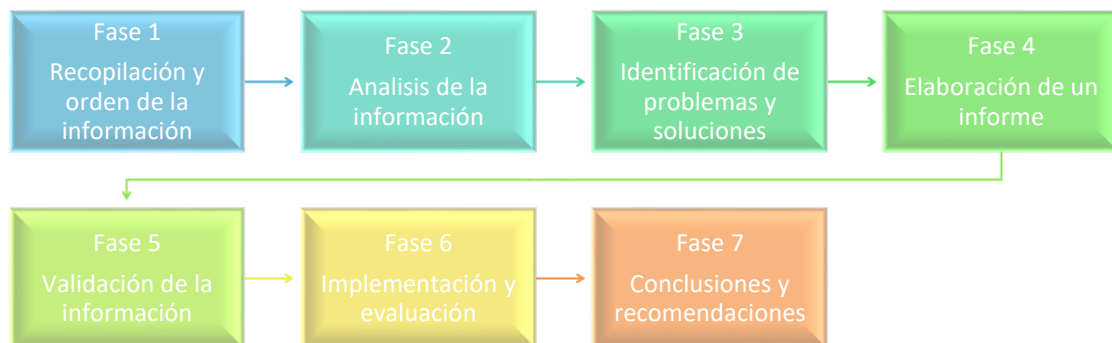 Fase 1
Recopilación y
orden de la
información
Fase 2
Analisis de la
información
Fase 3
Identificación de
problemas y
soluciones
Fase 4
Elaboración de un
informe
Fase 5
Validación de la
información
Fase 6
Implementación y
evaluación
Fase 7
Conclusiones y
recomendaciones